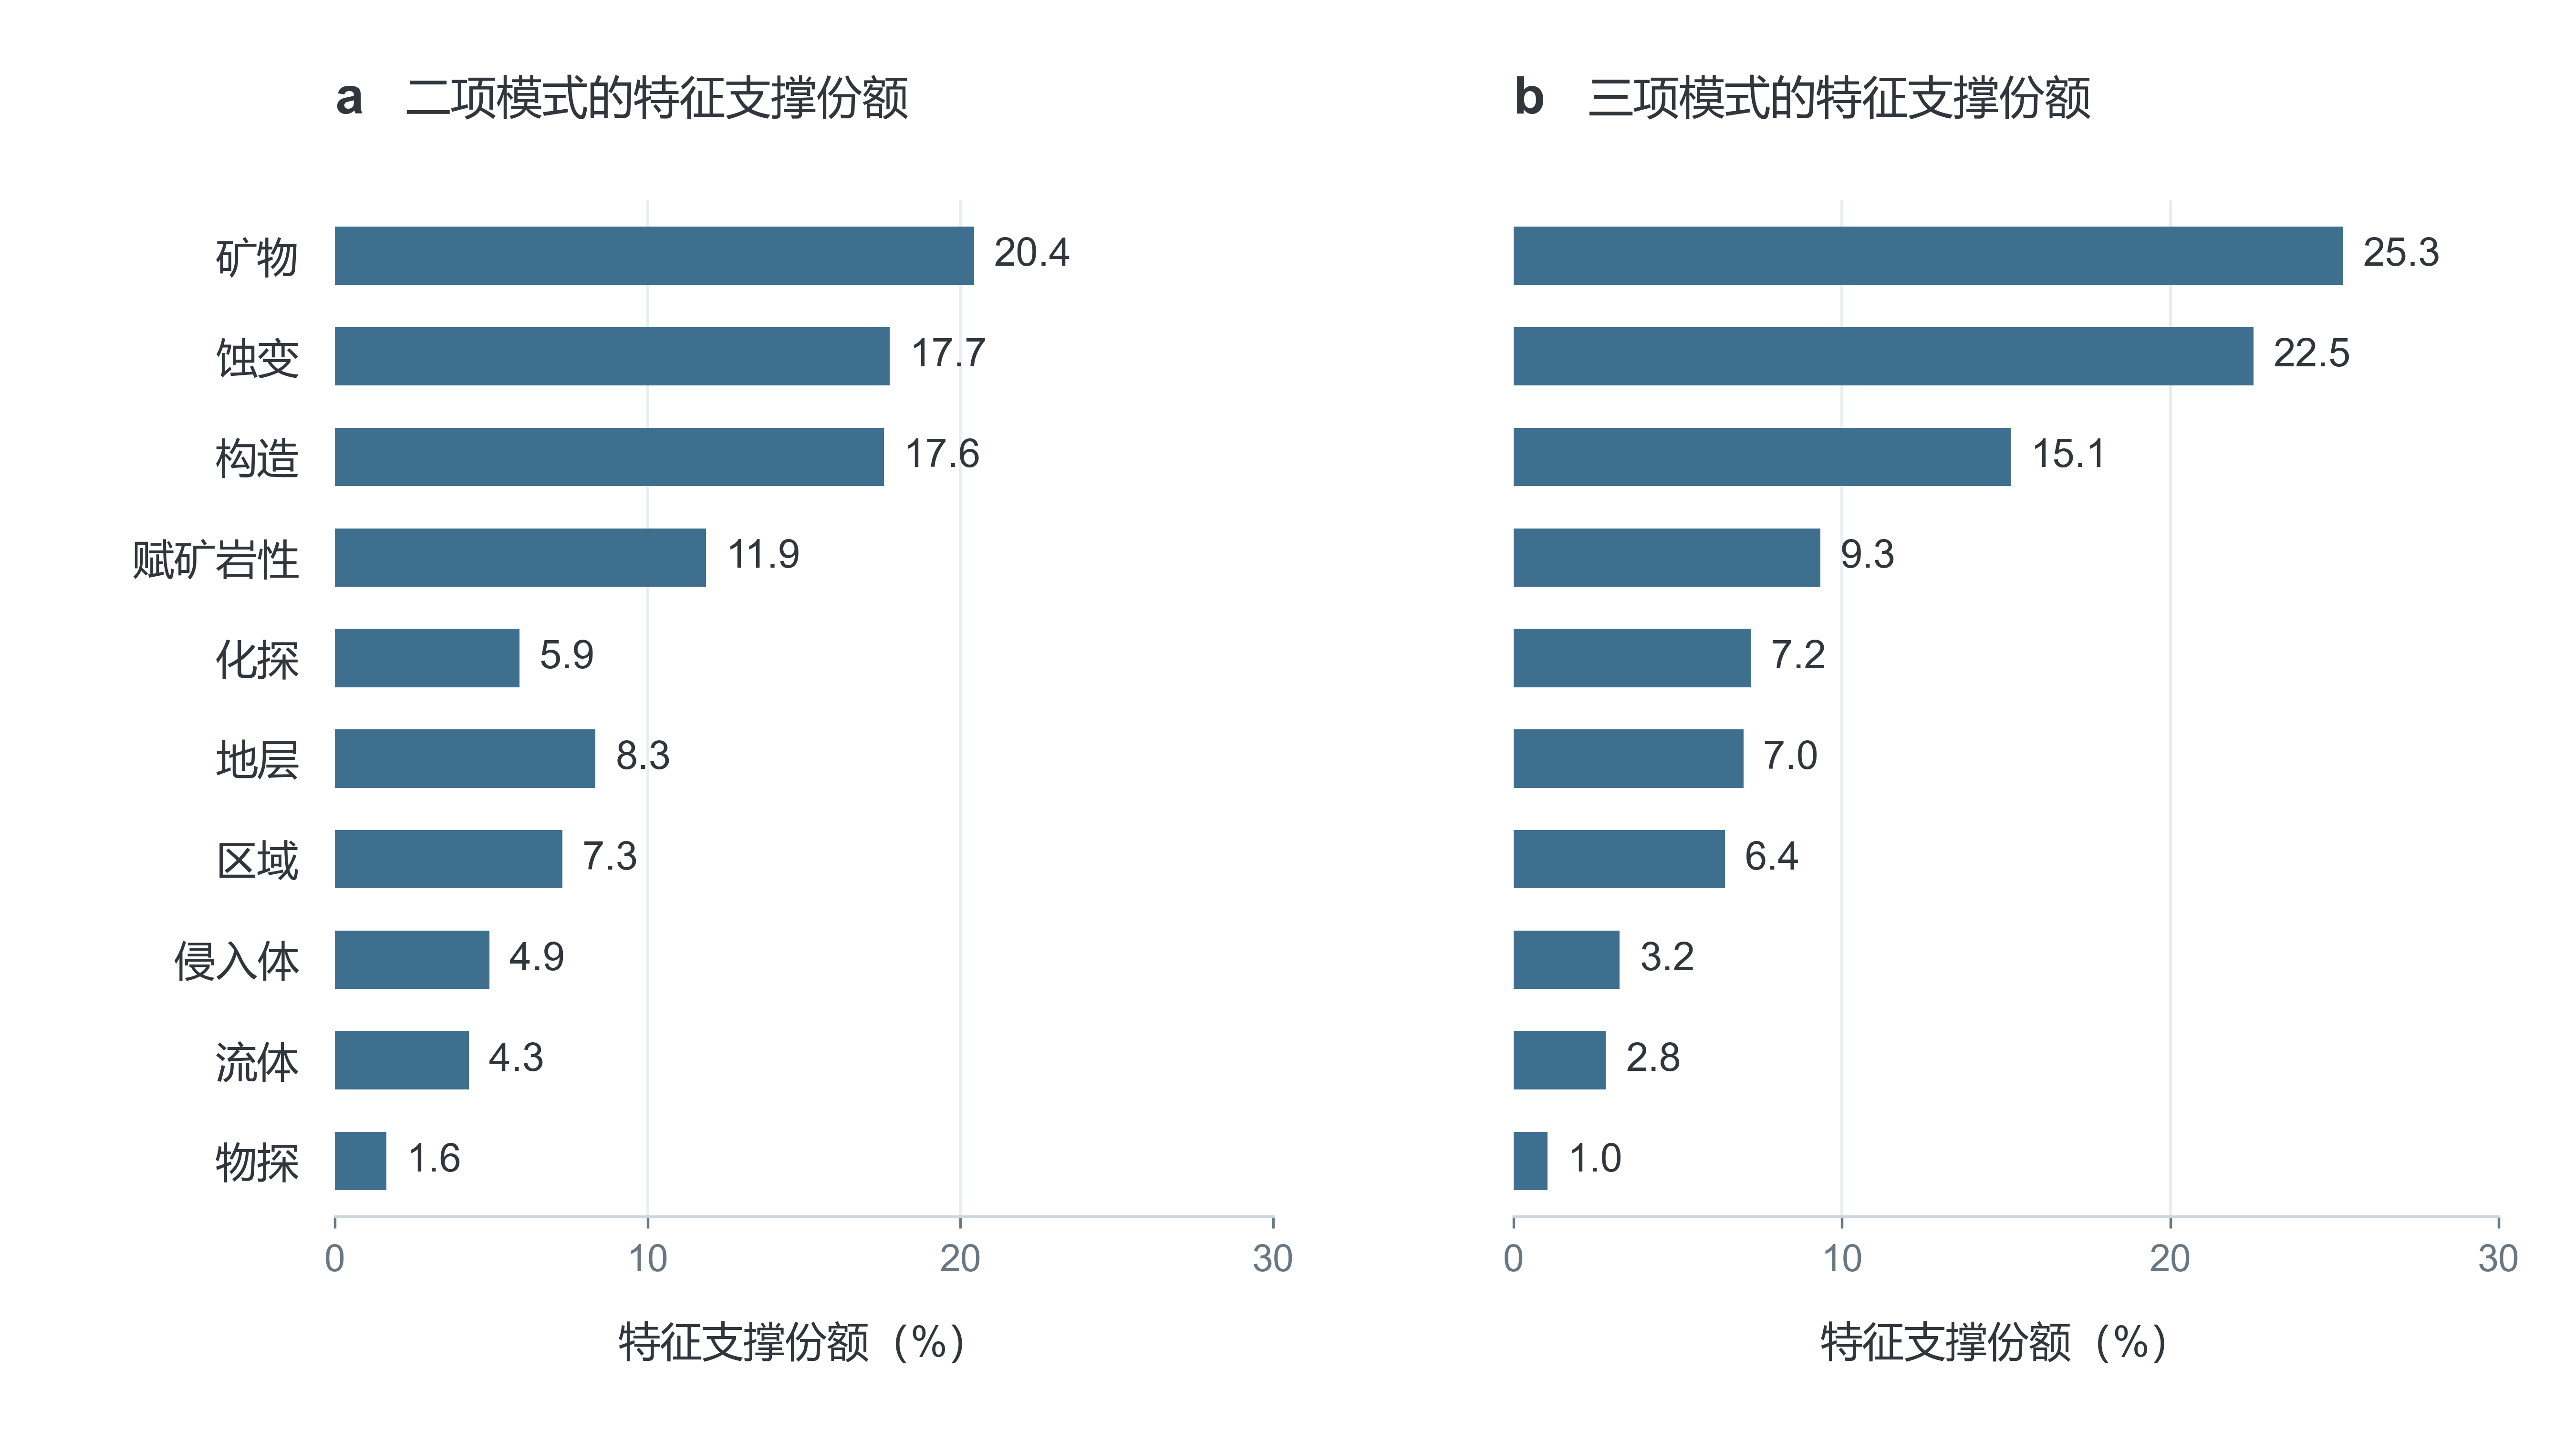 a 二项模式的特征支撑份额
矿物 20.4
蚀变 17.7
构造 17.6
赋矿岩性 11.9
化探 5.9
地层 8.3
区域 7.3
侵入体 4.9
流体 4.3
物探 1.6
0 10 20 30
特征支撑份额（%）
b 三项模式的特征支撑份额
25.3
22.5
15.1
9.3
7.2
7.0
6.4
3.2
2.8
1.0
0 10 20 30
特征支撑份额（%）